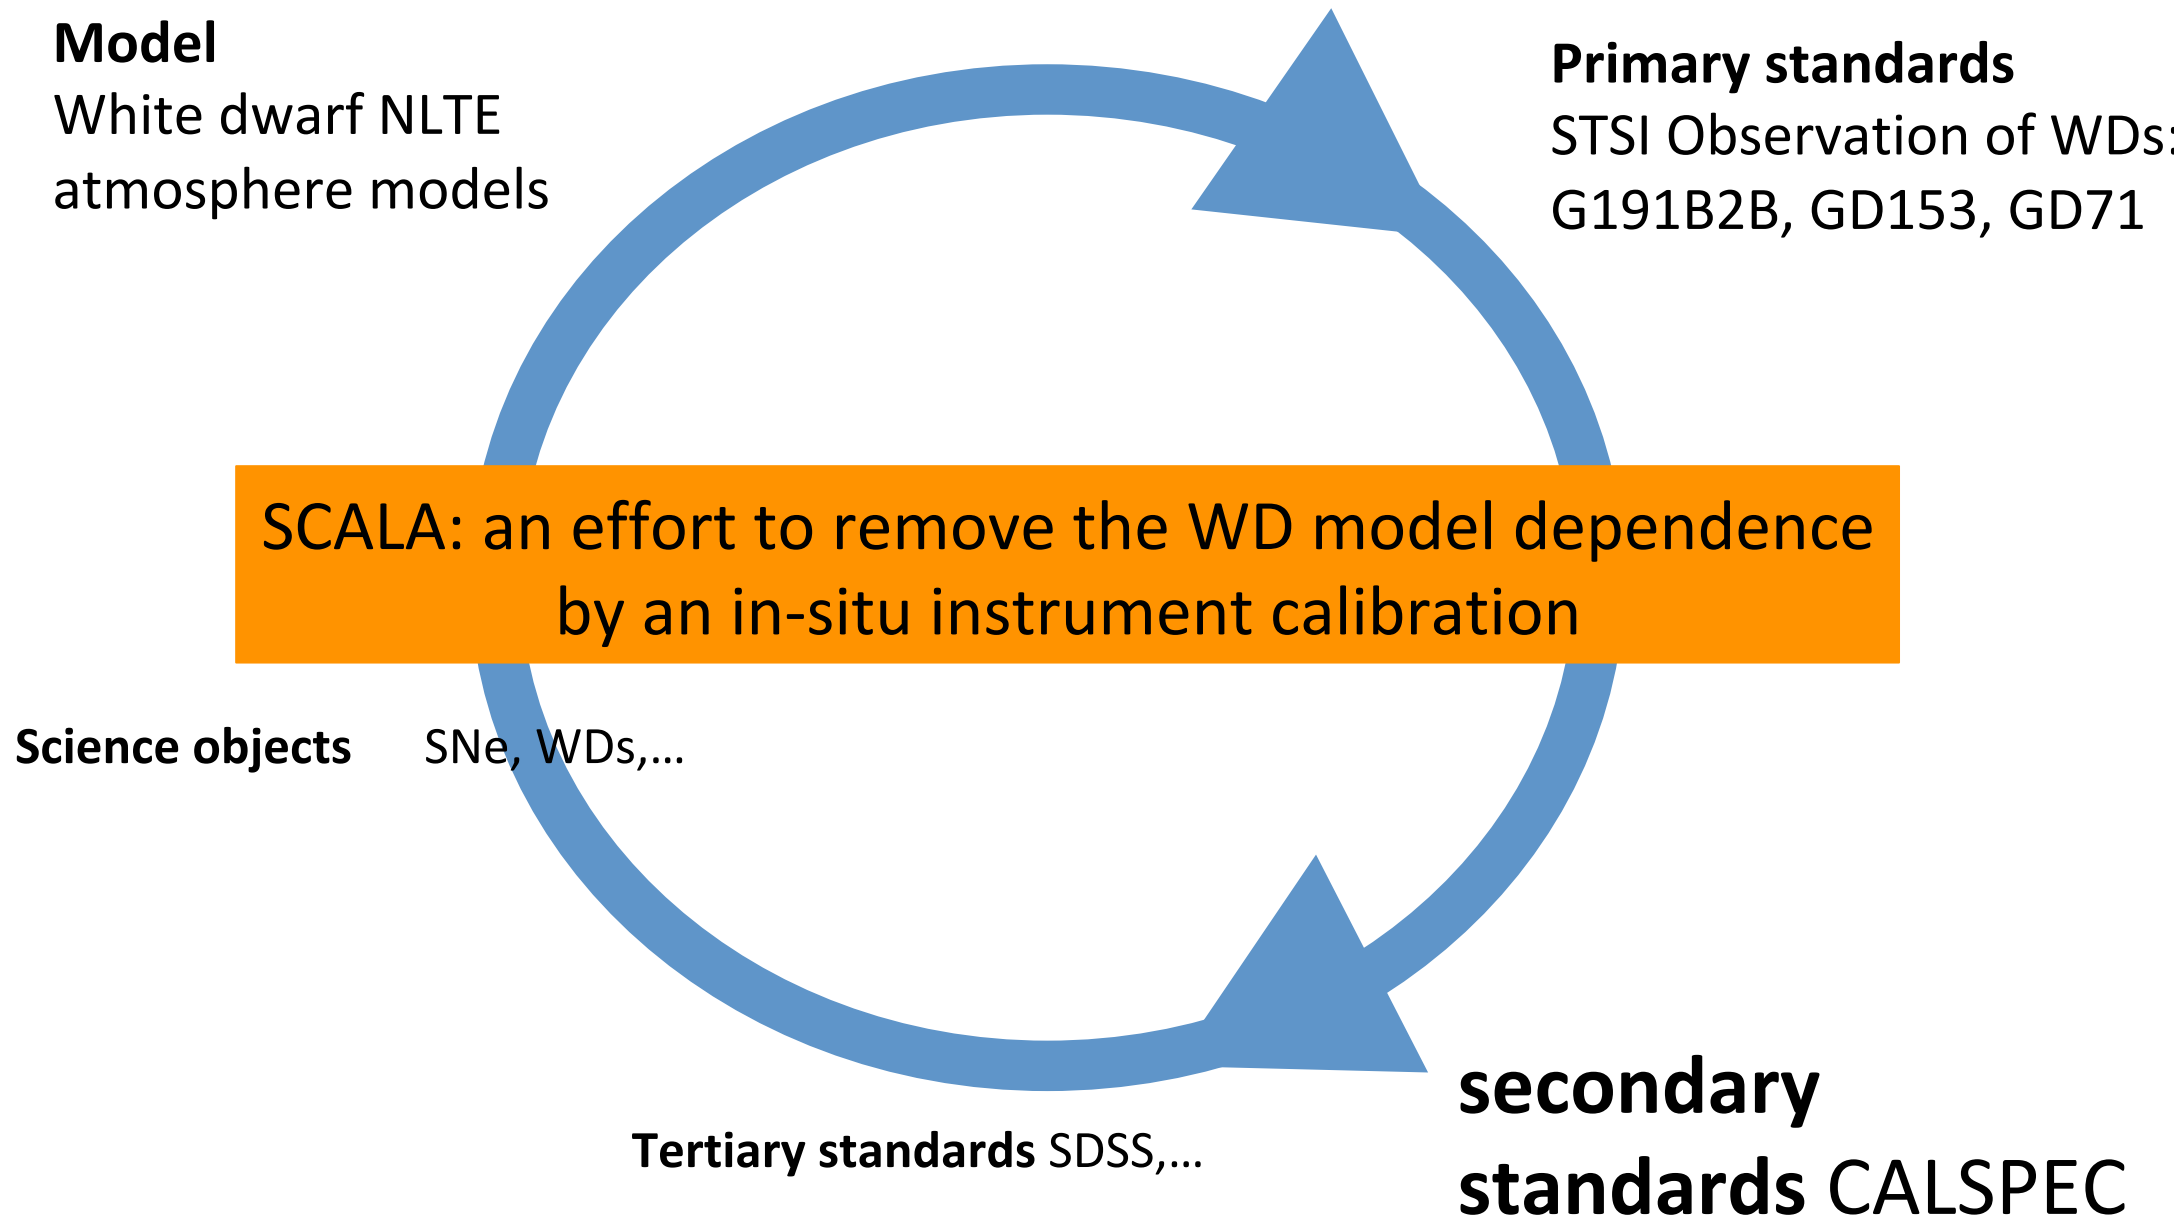 Model
White dwarf NLTE
atmosphere models
Primary standards
STSI Observation of WDs:
G191B2B, GD153, GD71
SCALA: an effort to remove the WD model dependence
by an in-situ instrument calibration
Science objects SNe, WDs,...
Tertiary standards SDSS,...
secondary
standards CALSPEC